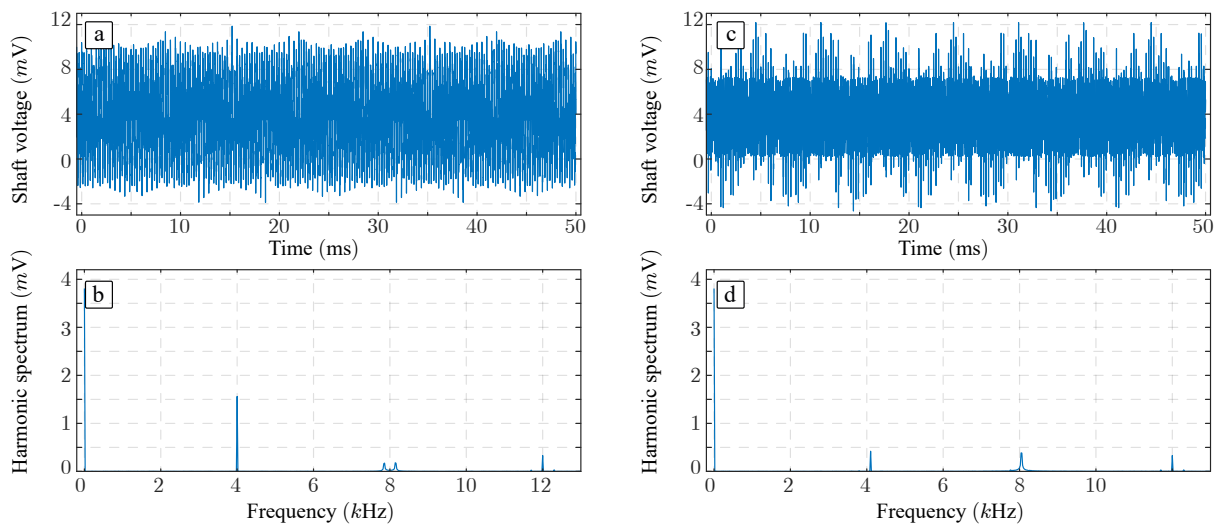 12
8
4
0
-4
Shaft voltage (mV)
a
0 10 20 30 40 50
Time (ms)
12
8
4
0
-4
Shaft voltage (mV)
c
0 10 20 30 40 50
Time (ms)
4
3
2
1
0
Harmonic spectrum (mV)
b
0 2 4 6 8 10 12
Frequency (kHz)
4
3
2
1
0
Harmonic spectrum (mV)
d
0 2 4 6 8 10
Frequency (kHz)